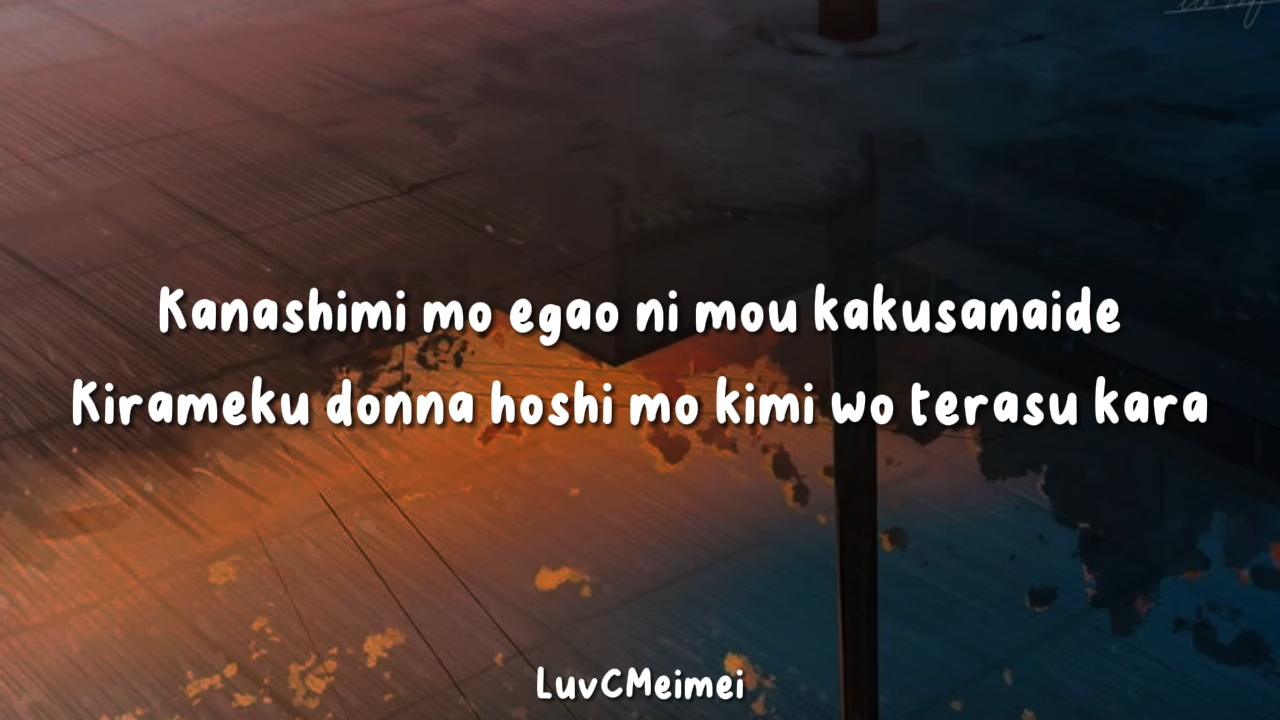 Kanashimi mo egao ni mou kakusanaide
Kirameku donna hoshi mo kimi wo terasu kara
LuvCMeimei